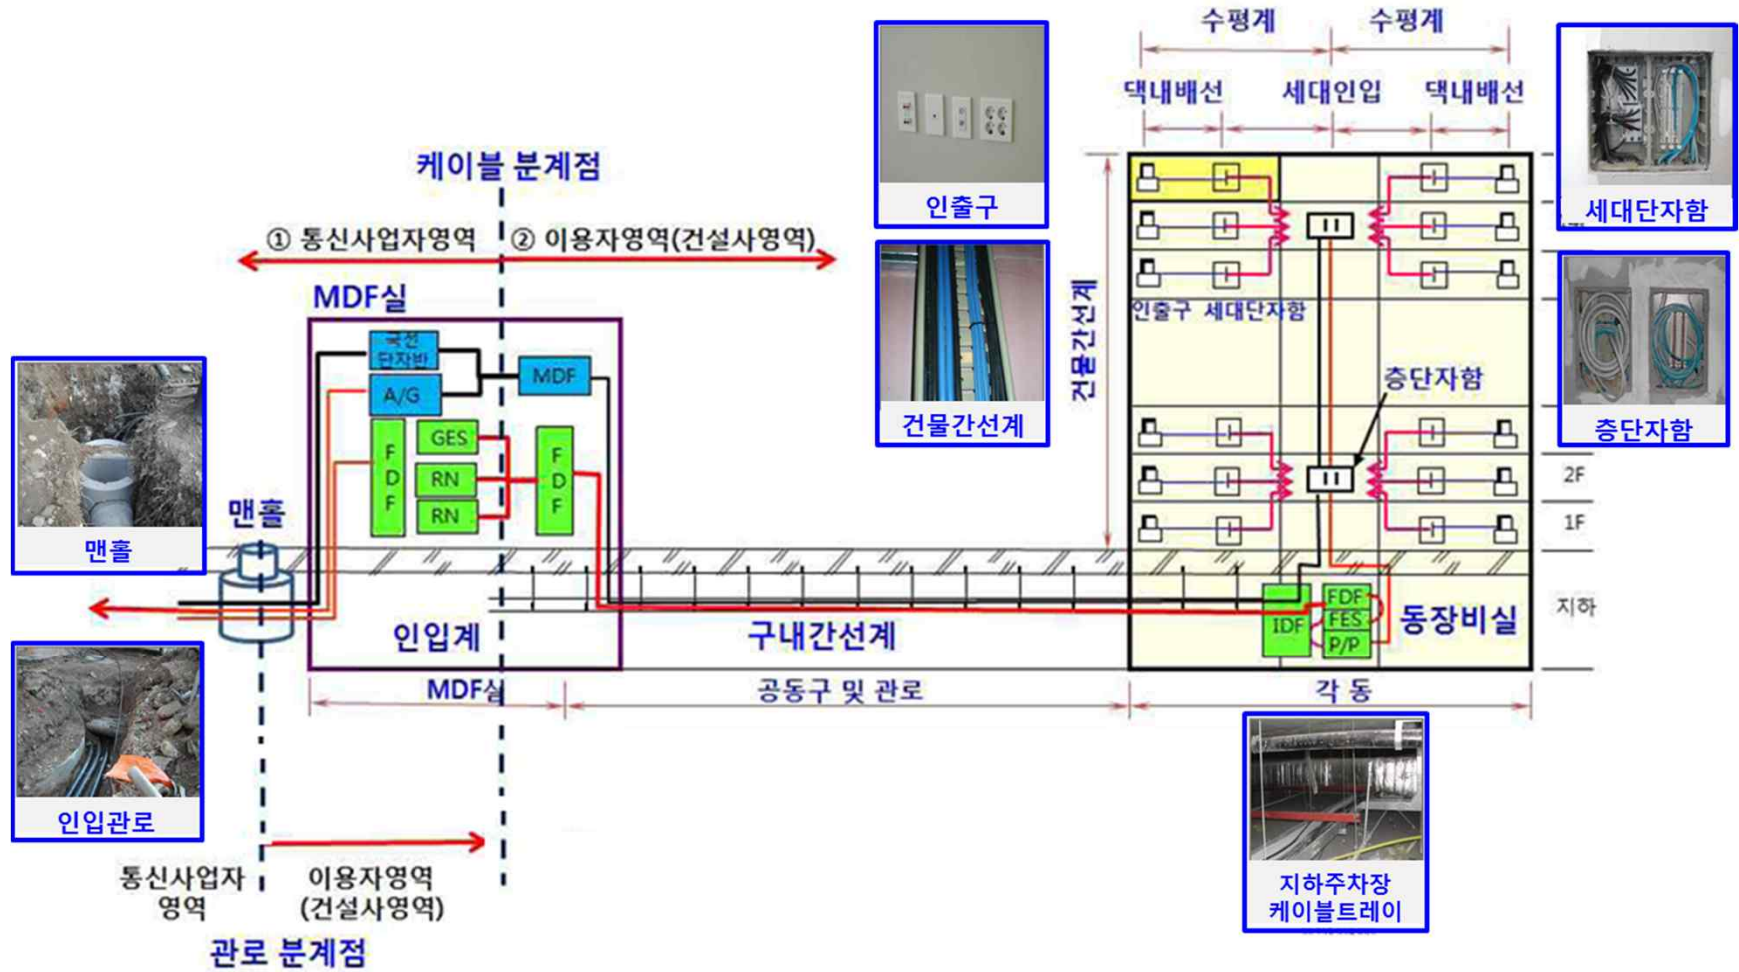 수평계
수평계
댁내배선
세대인입
댁내배선
인출구
세대단자함
케이블 분계점
① 통신사업자영역
② 이용자영역(건설사영역)
MDF실
국선
단자반
A/G
MDF
F
D
F
GES
RN
RN
F
D
F
건물간선계
건물간선계
인출구 세대단자함
층단자함
층단자함
2F
1F
맨홀
맨홀
인입계
구내간선계
IDF
FDF
FES
P/P
동장비실
지하
MDF실
공동구 및 관로
각 동
인입관로
지하주차장
케이블트레이
통신사업자
영역
이용자영역
(건설사영역)
관로 분계점